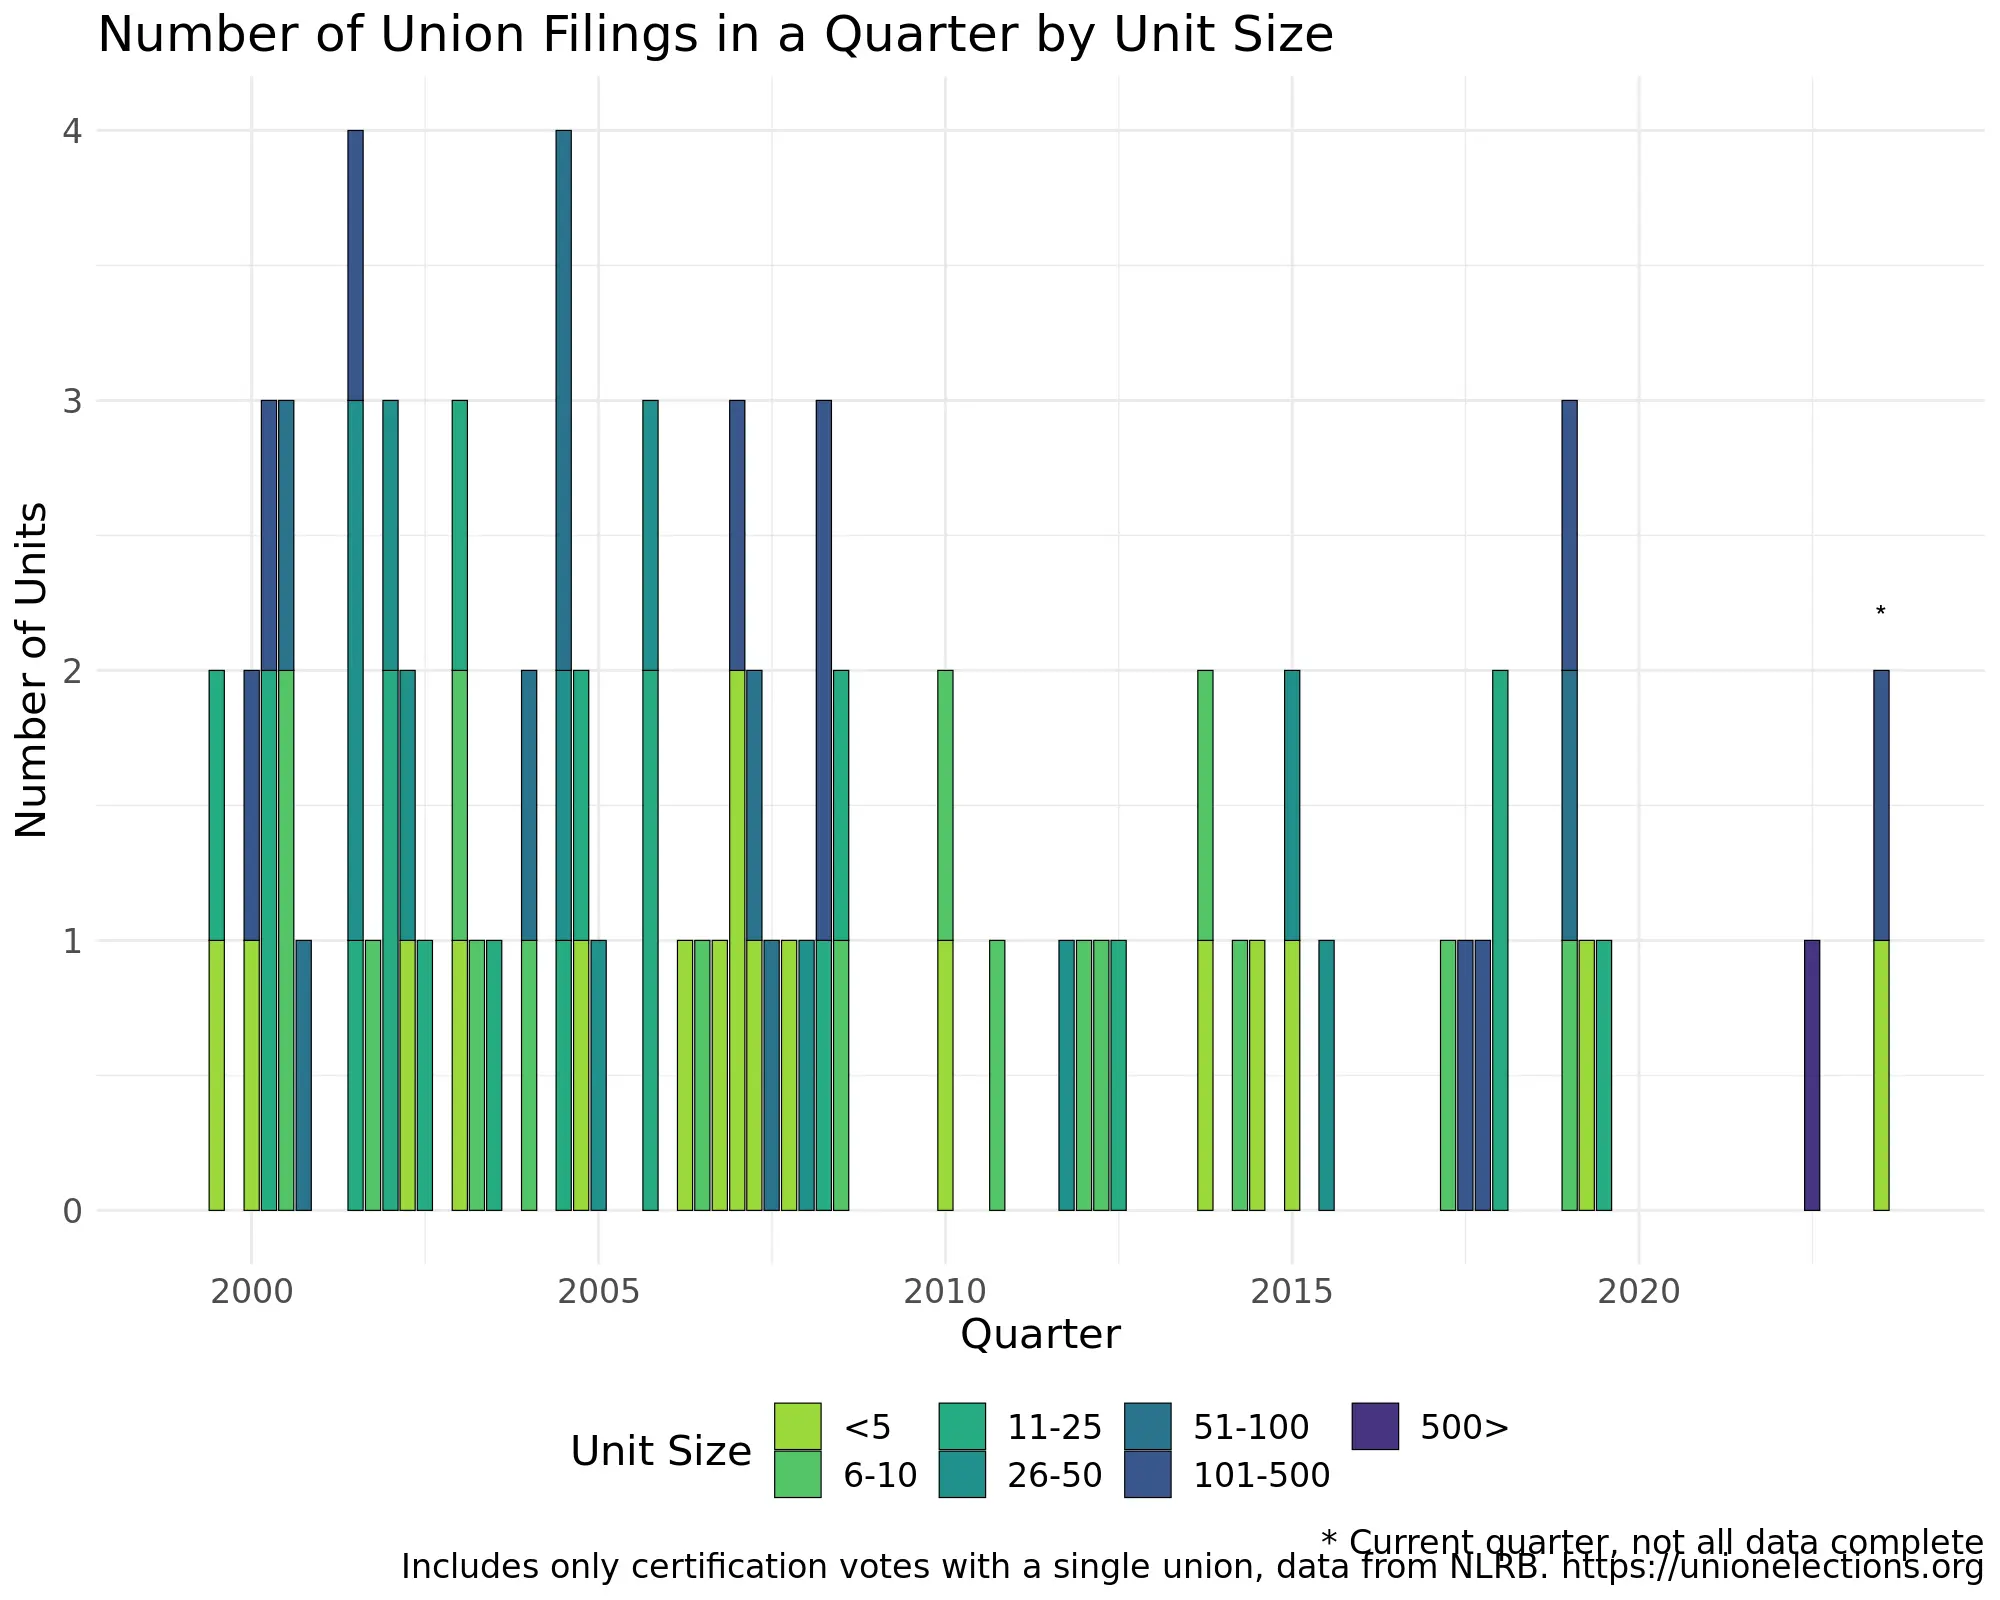 Number of Union Filings in a Quarter by Unit Size
Number of Units
4
3
2
1
0
*
2000 2005 2010 2015 2020
Quarter
Unit Size
<5 11-25 51-100 500>
6-10 26-50 101-500
* Current quarter, not all data complete
Includes only certification votes with a single union, data from NLRB. https://unionelections.org